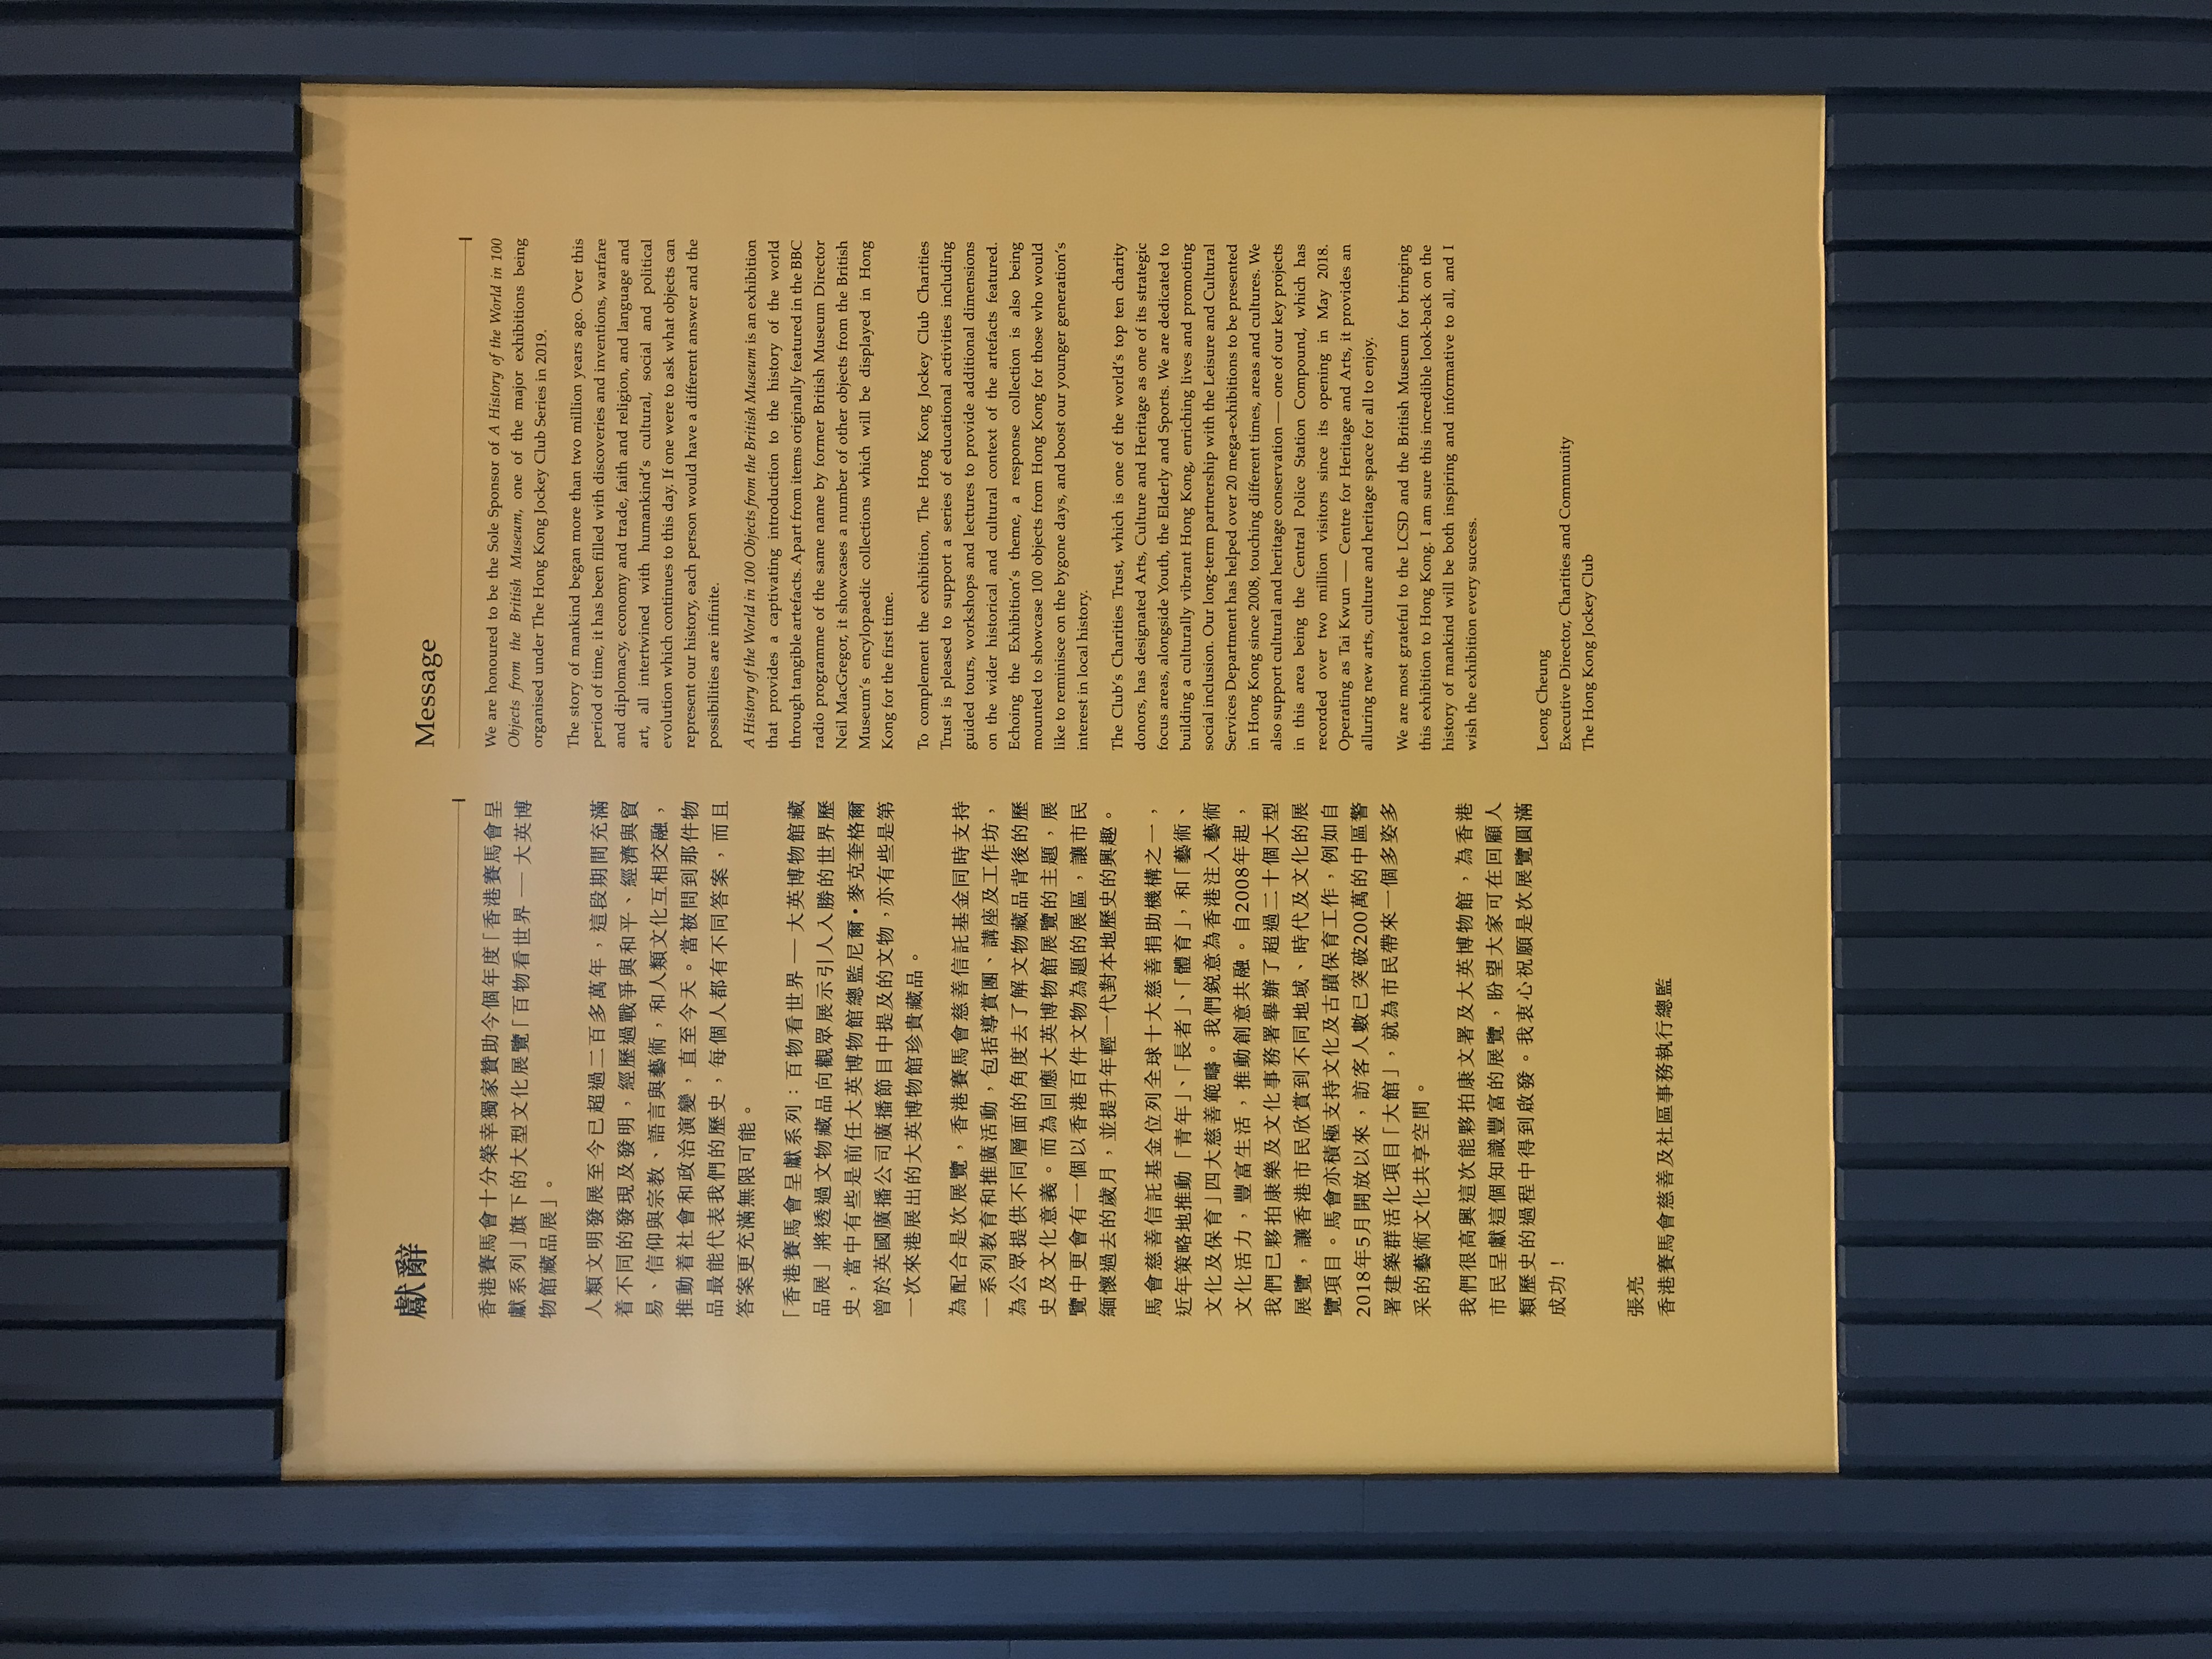 獻辭
香港賽馬會十分榮幸獨家贊助今個年度「香港賽馬會呈
獻系列」旗下的大型文化展覽「百物看世界 — 大英博
物館藏品展」。
人類文明發展至今已超過二百多萬年，這段期間充滿
着不同的發現及發明，經歷過戰爭與和平、經濟與貿
易、信仰與宗教、語言與藝術，和人類文化互相交融，
推動着社會和政治演變，直至今天。當被問到那件物
品最能代表我們的歷史，每個人都有不同答案，而且
答案更充滿無限可能。
「香港賽馬會呈獻系列：百物看世界 — 大英博物館藏
品展」將透過文物藏品向觀眾展示引人入勝的世界歷
史，當中有些是前任大英博物館總監尼爾・麥克奎格爾
曾於英國廣播公司廣播節目中提及的文物，亦有些是第
一次來港展出的大英博物館珍貴藏品。
為配合是次展覽，香港賽馬會慈善信託基金同時支持
一系列教育和推廣活動，包括導賞團、講座及工作坊，
為公眾提供不同層面的角度去了解文物藏品背後的歷
史及文化意義。而為回應大英博物館展覽的主題，展
覽中更會有一個以香港百件文物為題的展區，讓市民
緬懷過去的歲月，並提升年輕一代對本地歷史的興趣。
馬會慈善信託基金位列全球十大慈善捐助機構之一，
近年策略地推動「青年」、「長者」、「體育」，和「藝術、
文化及保育」四大慈善範疇。我們銳意為香港注入藝術
文化活力，豐富生活，推動創意共融。自2008年起，
我們已夥拍康樂及文化事務署舉辦了超過二十個大型
展覽，讓香港市民欣賞到不同地域、時代及文化的展
覽項目。馬會亦積極支持文化及古蹟保育工作，例如自
2018年5月開放以來，訪客人數已突破200萬的中區警
署建築群活化項目「大館」，就為市民帶來一個多姿多
采的藝術文化共享空間。
我們很高興這次能夠拍康文署及大英博物館，為香港
市民呈獻這個知識豐富的展覽，盼望大家可在回顧人
類歷史的過程中得到啟發。我衷心祝願是次展覽圓滿
成功！
張亮
香港賽馬會慈善及社區事務執行總監
Message
We are honoured to be the Sole Sponsor of A History of the World in 100
Objects from the British Museum, one of the major exhibitions being
organised under The Hong Kong Jockey Club Series in 2019.
The story of mankind began more than two million years ago. Over this
period of time, it has been filled with discoveries and inventions, warfare
and diplomacy, economy and trade, faith and religion, and language and
art, all intertwined with humankind's cultural, social and political
evolution which continues to this day. If one were to ask what objects can
represent our history, each person would have a different answer and the
possibilities are infinite.
A History of the World in 100 Objects from the British Museum is an exhibition
that provides a captivating introduction to the history of the world
through tangible artefacts. Apart from items originally featured in the BBC
radio programme of the same name by former British Museum Director
Neil MacGregor, it showcases a number of other objects from the British
Museum's encylopaedic collections which will be displayed in Hong
Kong for the first time.
To complement the exhibition, The Hong Kong Jockey Club Charities
Trust is pleased to support a series of educational activities including
guided tours, workshops and lectures to provide additional dimensions
on the wider historical and cultural context of the artefacts featured.
Echoing the Exhibition's theme, a response collection is also being
mounted to showcase 100 objects from Hong Kong for those who would
like to reminisce on the bygone days, and boost our younger generation's
interest in local history.
The Club's Charities Trust, which is one of the world's top ten charity
donors, has designated Arts, Culture and Heritage as one of its strategic
focus areas, alongside Youth, the Elderly and Sports. We are dedicated to
building a culturally vibrant Hong Kong, enriching lives and promoting
social inclusion. Our long-term partnership with the Leisure and Cultural
Services Department has helped over 20 mega-exhibitions to be presented
in Hong Kong since 2008, touching different times, areas and cultures. We
also support cultural and heritage conservation — one of our key projects
in this area being the Central Police Station Compound, which has
recorded over two million visitors since its opening in May 2018.
Operating as Tai Kwun — Centre for Heritage and Arts, it provides an
alluring new arts, culture and heritage space for all to enjoy.
We are most grateful to the LCSD and the British Museum for bringing
this exhibition to Hong Kong. I am sure this incredible look-back on the
history of mankind will be both inspiring and informative to all, and I
wish the exhibition every success.
Leong Cheung
Executive Director, Charities and Community
The Hong Kong Jockey Club